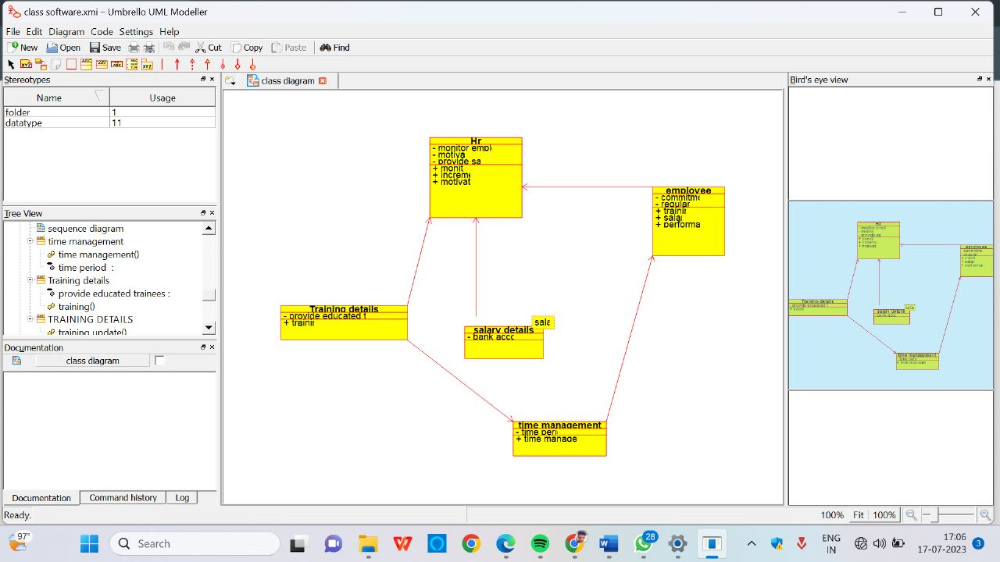 class software.xmi – Umbrello UML Modeller
File Edit Diagram Code Settings Help
New Open Save Cut Copy Paste Find
Stereotypes
Name Usage
folder 1
datatype 11
Tree View
sequence diagram
time management
time management()
time period :
Training details
provide educated trainees :
training()
TRAINING DETAILS
training update()
Documentation
class diagram
Documentation Command history Log
class diagram
Hr
- monitor empl
- motiva
- provide sa
+ monit
+ increme
+ motivat
employee
- commitme
- regular
+ trainin
+ salar
+ performa
Training details
- provide educated t
+ trainin
sala
salary details
- bank acco
time management
- time peri
+ time manage
Bird's eye view
Hr
employee
Training details
salary details
time management
Ready.
100% Fit 100%
97°
Search
28
ENG
IN
17:06
17-07-2023
3